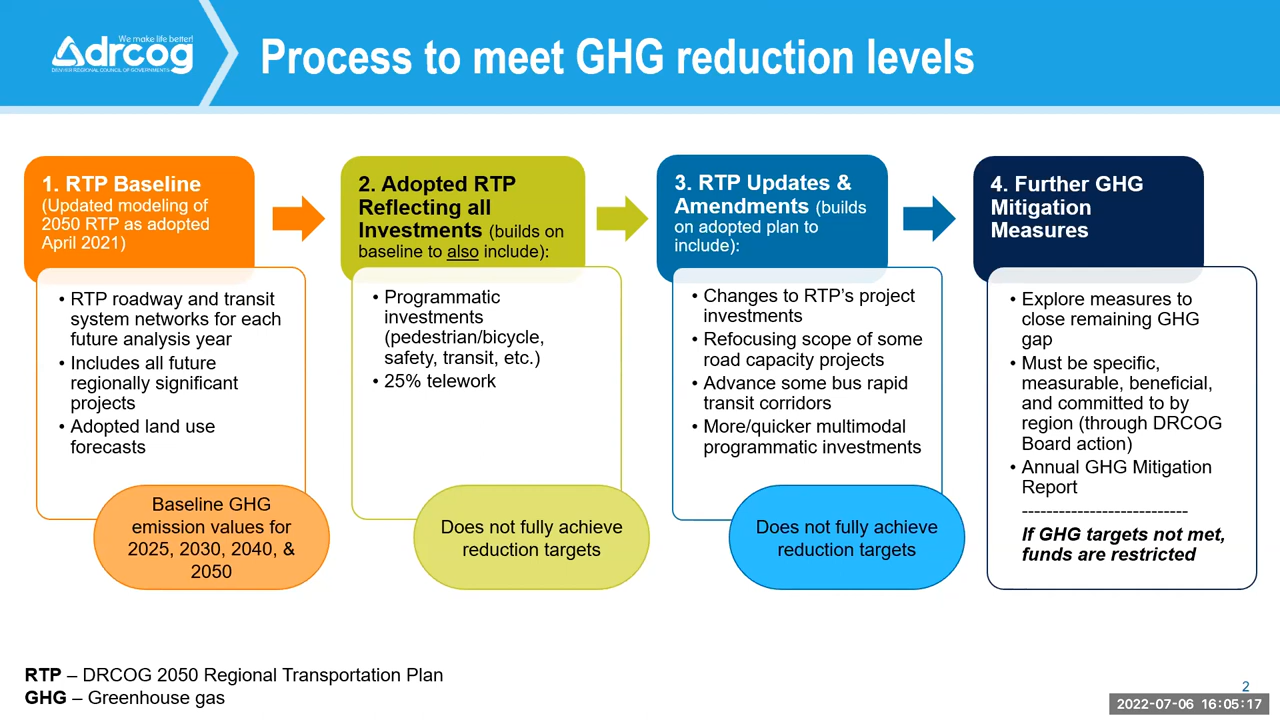 We make life better!
drcog
DENVER REGIONAL COUNCIL OF GOVERNMENTS
Process to meet GHG reduction levels
1. RTP Baseline
(Updated modeling of
2050 RTP as adopted
April 2021)
• RTP roadway and transit
system networks for each
future analysis year
• Includes all future
regionally significant
projects
• Adopted land use
forecasts
Baseline GHG
emission values for
2025, 2030, 2040, &
2050
2. Adopted RTP
Reflecting all
Investments (builds on
baseline to also include):
• Programmatic
investments
(pedestrian/bicycle,
safety, transit, etc.)
• 25% telework
Does not fully achieve
reduction targets
3. RTP Updates &
Amendments (builds
on adopted plan to
include):
• Changes to RTP's project
investments
• Refocusing scope of some
road capacity projects
• Advance some bus rapid
transit corridors
• More/quicker multimodal
programmatic investments
Does not fully achieve
reduction targets
4. Further GHG
Mitigation
Measures
• Explore measures to
close remaining GHG
gap
• Must be specific,
measurable, beneficial,
and committed to by
region (through DRCOG
Board action)
• Annual GHG Mitigation
Report
---------------------------
If GHG targets not met,
funds are restricted
RTP – DRCOG 2050 Regional Transportation Plan
GHG – Greenhouse gas
2
2022-07-06 16:05:17